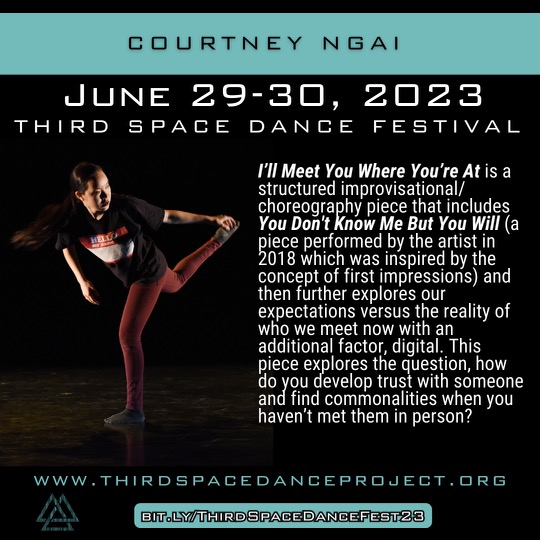 COURTNEY NGAI
JUNE 29-30, 2023
THIRD SPACE DANCE FESTIVAL
I'll Meet You Where You're At is a
structured improvisational/
choreography piece that includes
You Don't Know Me But You Will (a
piece performed by the artist in
2018 which was inspired by the
concept of first impressions) and
then further explores our
expectations versus the reality of
who we meet now with an
additional factor, digital. This
piece explores the question, how
do you develop trust with someone
and find commonalities when you
haven't met them in person?
HELLO
WWW.THIRDSPACEDANCEPROJECT.ORG
BIT.LY/THIRDSPACEDANCEFEST23